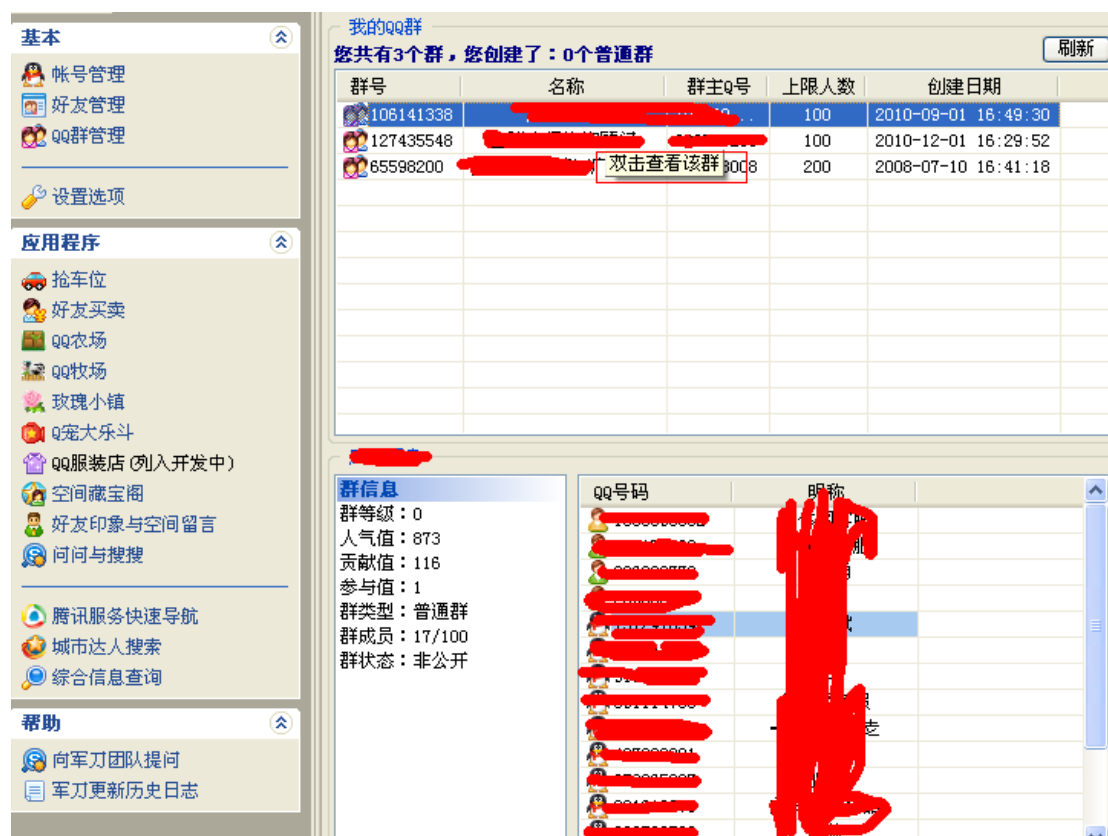 基本
帐号管理
好友管理
QQ群管理
设置选项
应用程序
抢车位
好友买卖
QQ农场
QQ牧场
玫瑰小镇
Q宠大乐斗
QQ服装店(列入开发中)
空间藏宝阁
好友印象与空间留言
问问与搜搜
腾讯服务快速导航
城市达人搜索
综合信息查询
帮助
向军刀团队提问
军刀更新历史日志
我的QQ群
您共有3个群，您创建了：0个普通群
刷新
群号 名称 群主Q号 上限人数 创建日期
106141338 100 2010-09-01 16:49:30
127435548 100 2010-12-01 16:29:52
65598200 8008 200 2008-07-10 16:41:18
双击查看该群
群信息
群等级：0
人气值：873
贡献值：116
参与值：1
群类型：普通群
群成员：17/100
群状态：非公开
QQ号码 昵称